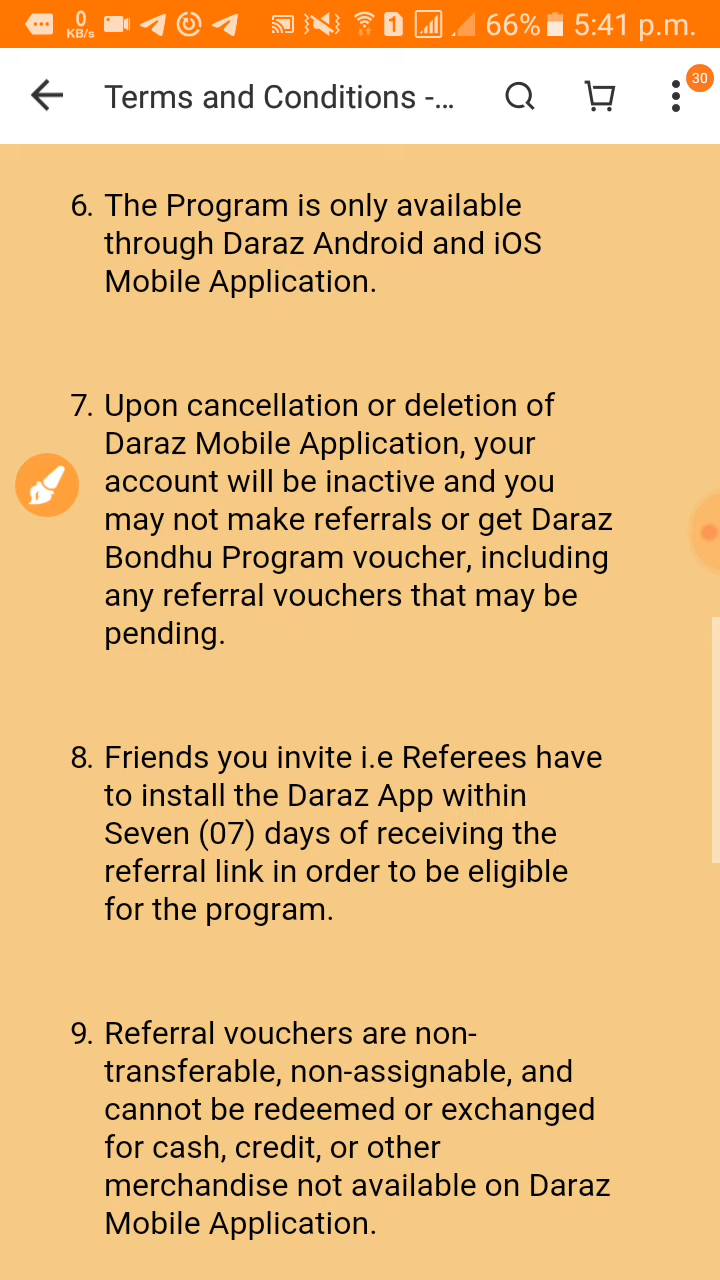 0
KB/s
1
66%
5:41 p.m.
Terms and Conditions -...
30
6. The Program is only available
through Daraz Android and iOS
Mobile Application.
7. Upon cancellation or deletion of
Daraz Mobile Application, your
account will be inactive and you
may not make referrals or get Daraz
Bondhu Program voucher, including
any referral vouchers that may be
pending.
8. Friends you invite i.e Referees have
to install the Daraz App within
Seven (07) days of receiving the
referral link in order to be eligible
for the program.
9. Referral vouchers are non-
transferable, non-assignable, and
cannot be redeemed or exchanged
for cash, credit, or other
merchandise not available on Daraz
Mobile Application.